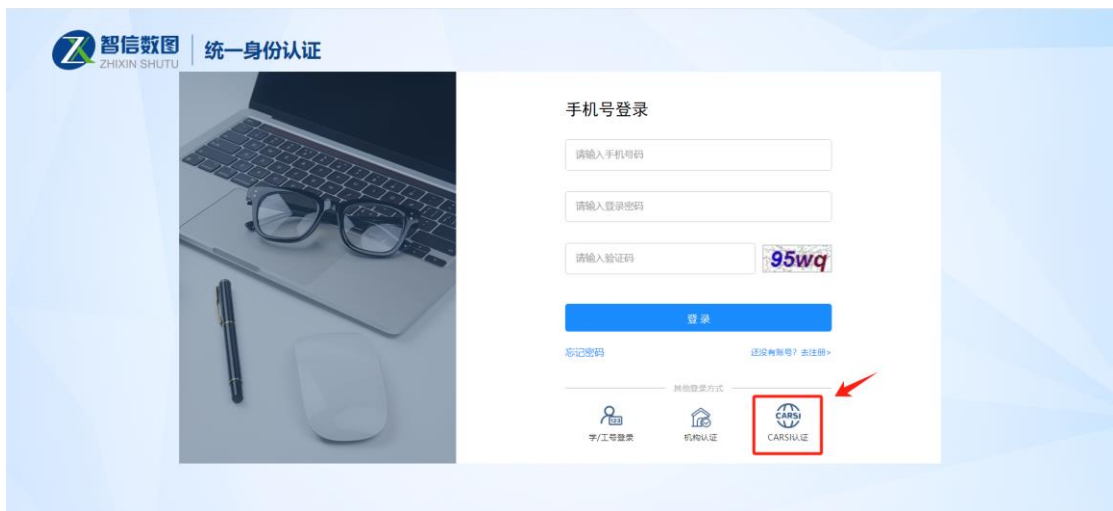 智信数图
ZHIXIN SHUTU
统一身份认证
手机号登录
请输入手机号码
请输入登录密码
请输入验证码
95wq
登 录
忘记密码
还没有账号？去注册>
其他登录方式
123
学/工号登录
机构认证
CARSI
CARSI认证